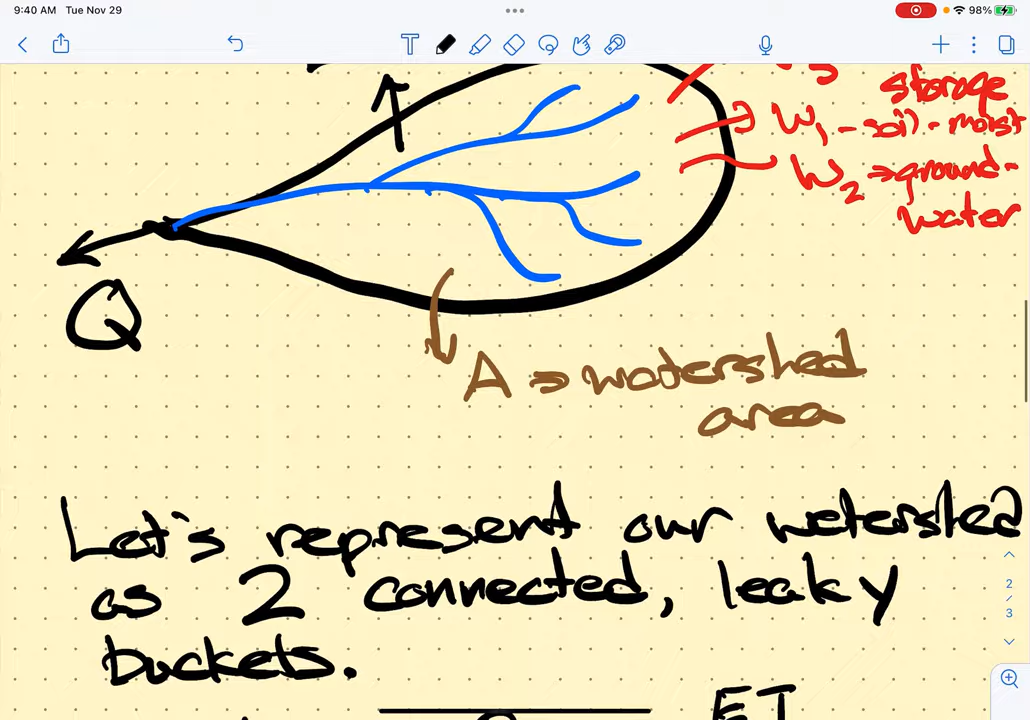 9:40 AM Tue Nov 29
98%
T
storage
W1 - soil - moist
W2 => ground-
water
Q
A => watershed
area
Let's represent our watershed
as 2 connected, leaky
buckets.
ET
2
/
3